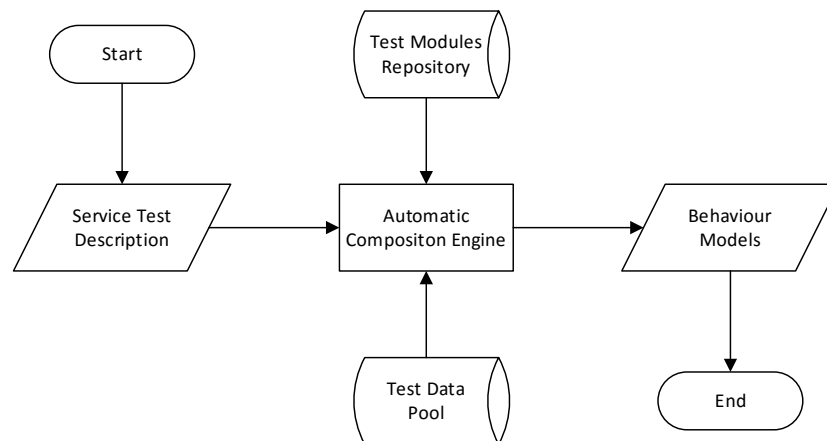 Start
Test Modules
Repository
Service Test
Description
Automatic
Compositon Engine
Behaviour
Models
Test Data
Pool
End